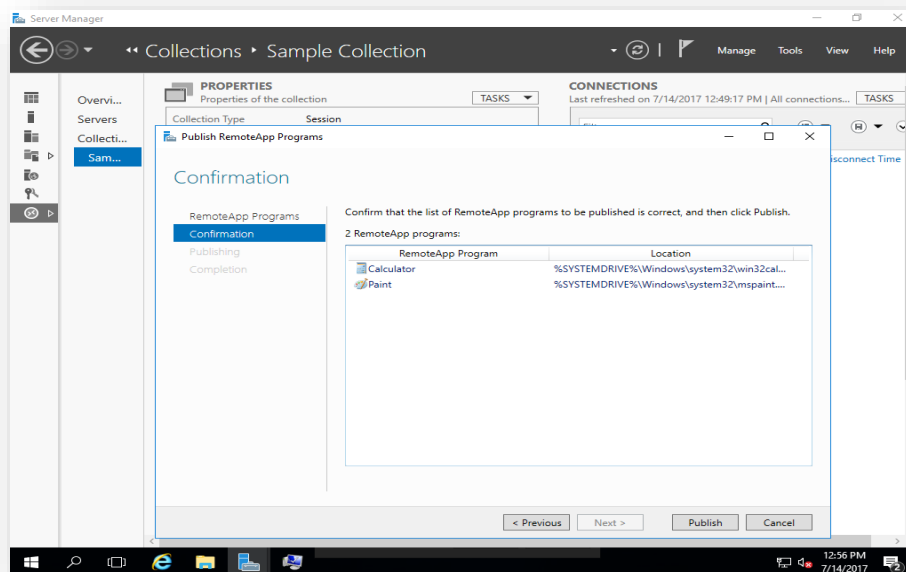 Server Manager
Collections • Sample Collection
Manage Tools View Help
PROPERTIES
Properties of the collection
TASKS
CONNECTIONS
Last refreshed on 7/14/2017 12:49:17 PM | All connections...
TASKS
Overvi...
Servers
Collecti...
Sam...
Collection Type Session
isconnect Time
Publish RemoteApp Programs
Confirmation
RemoteApp Programs
Confirmation
Publishing
Completion
Confirm that the list of RemoteApp programs to be published is correct, and then click Publish.
2 RemoteApp programs:
RemoteApp Program Location
Calculator %SYSTEMDRIVE%\Windows\system32\win32cal...
Paint %SYSTEMDRIVE%\Windows\system32\mspaint....
< Previous Next > Publish Cancel
12:56 PM
7/14/2017
2